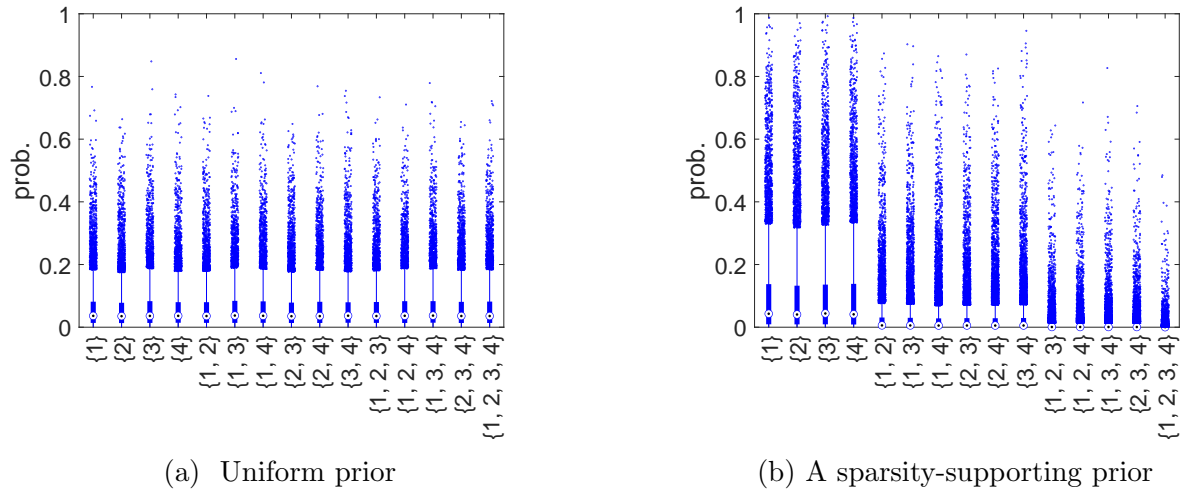 1
0.8
0.6
0.4
0.2
0
prob.
{1}
{2}
{3}
{4}
{1, 2}
{1, 3}
{1, 4}
{2, 3}
{2, 4}
{3, 4}
{1, 2, 3}
{1, 2, 4}
{1, 3, 4}
{2, 3, 4}
{1, 2, 3, 4}
(a) Uniform prior
1
0.8
0.6
0.4
0.2
0
prob.
{1}
{2}
{3}
{4}
{1, 2}
{1, 3}
{1, 4}
{2, 3}
{2, 4}
{3, 4}
{1, 2, 3}
{1, 2, 4}
{1, 3, 4}
{2, 3, 4}
{1, 2, 3, 4}
(b) A sparsity-supporting prior